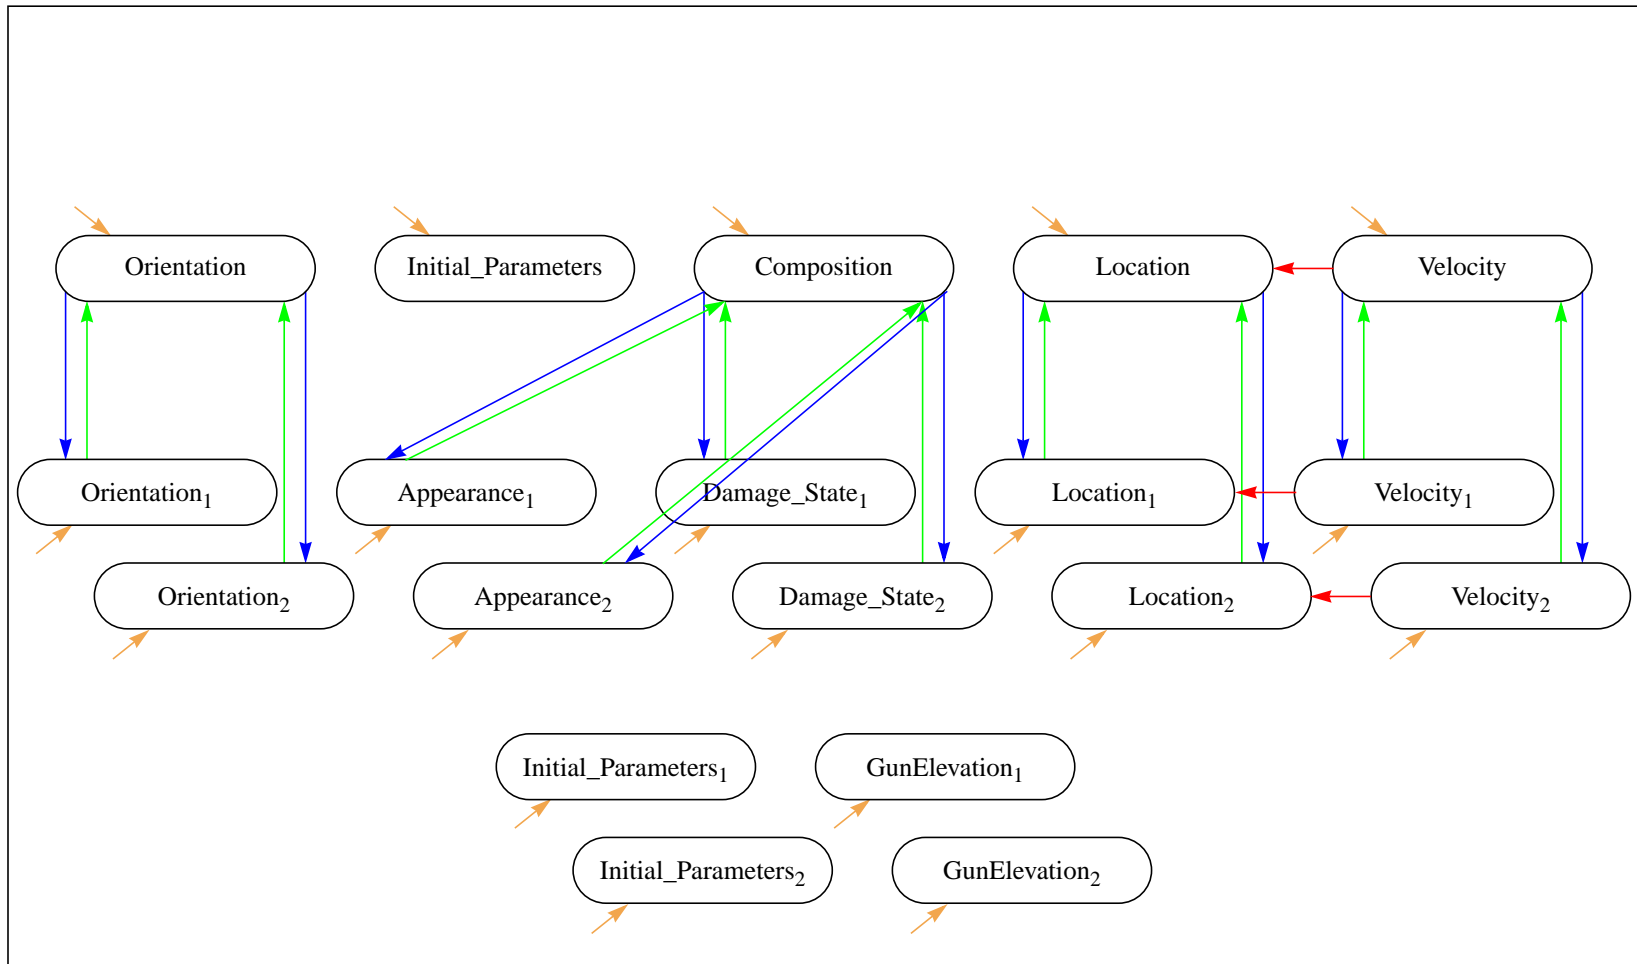 Orientation Initial_Parameters Composition Location Velocity
Orientation₁ Appearance₁ Damage_State₁ Location₁ Velocity₁
Orientation₂ Appearance₂ Damage_State₂ Location₂ Velocity₂
Initial_Parameters₁ GunElevation₁
Initial_Parameters₂ GunElevation₂